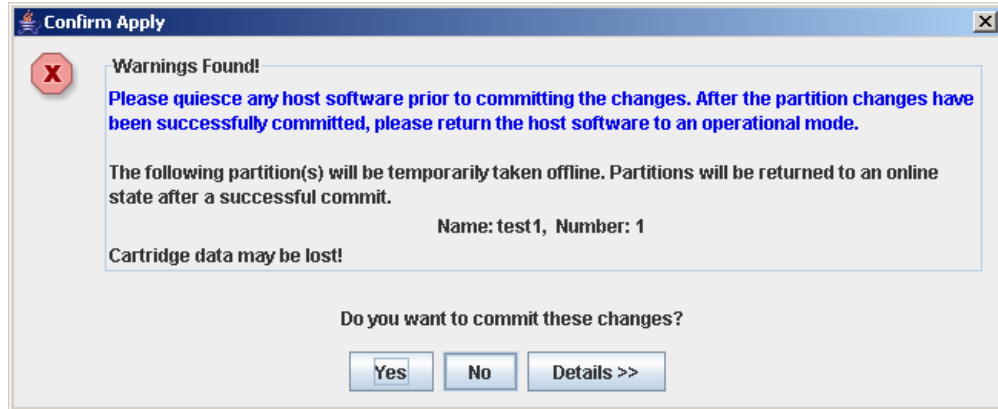 Confirm Apply
Warnings Found!
Please quiesce any host software prior to committing the changes. After the partition changes have
been successfully committed, please return the host software to an operational mode.
The following partition(s) will be temporarily taken offline. Partitions will be returned to an online
state after a successful commit.
Name: test1, Number: 1
Cartridge data may be lost!
Do you want to commit these changes?
Yes No Details >>